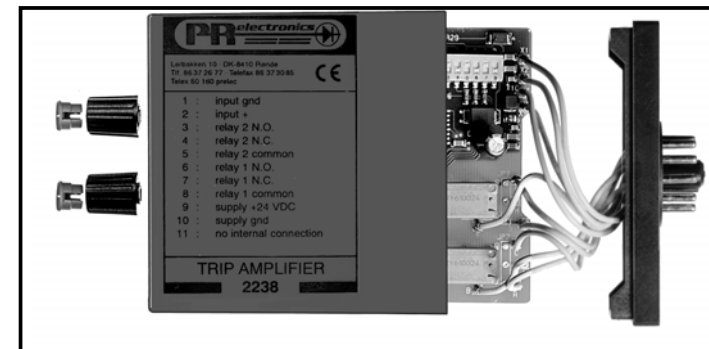 PR electronics
Lerbakken 10 · DK-8410 Rønde
Tlf. 86 37 26 77 · Telefax 86 37 30 85
Telex 60 160 prelec
CE
1 : input gnd
2 : input +
3 : relay 2 N.O.
4 : relay 2 N.C.
5 : relay 2 common
6 : relay 1 N.O.
7 : relay 1 N.C.
8 : relay 1 common
9 : supply +24 VDC
10 : supply gnd
11 : no internal connection
TRIP AMPLIFIER
2238